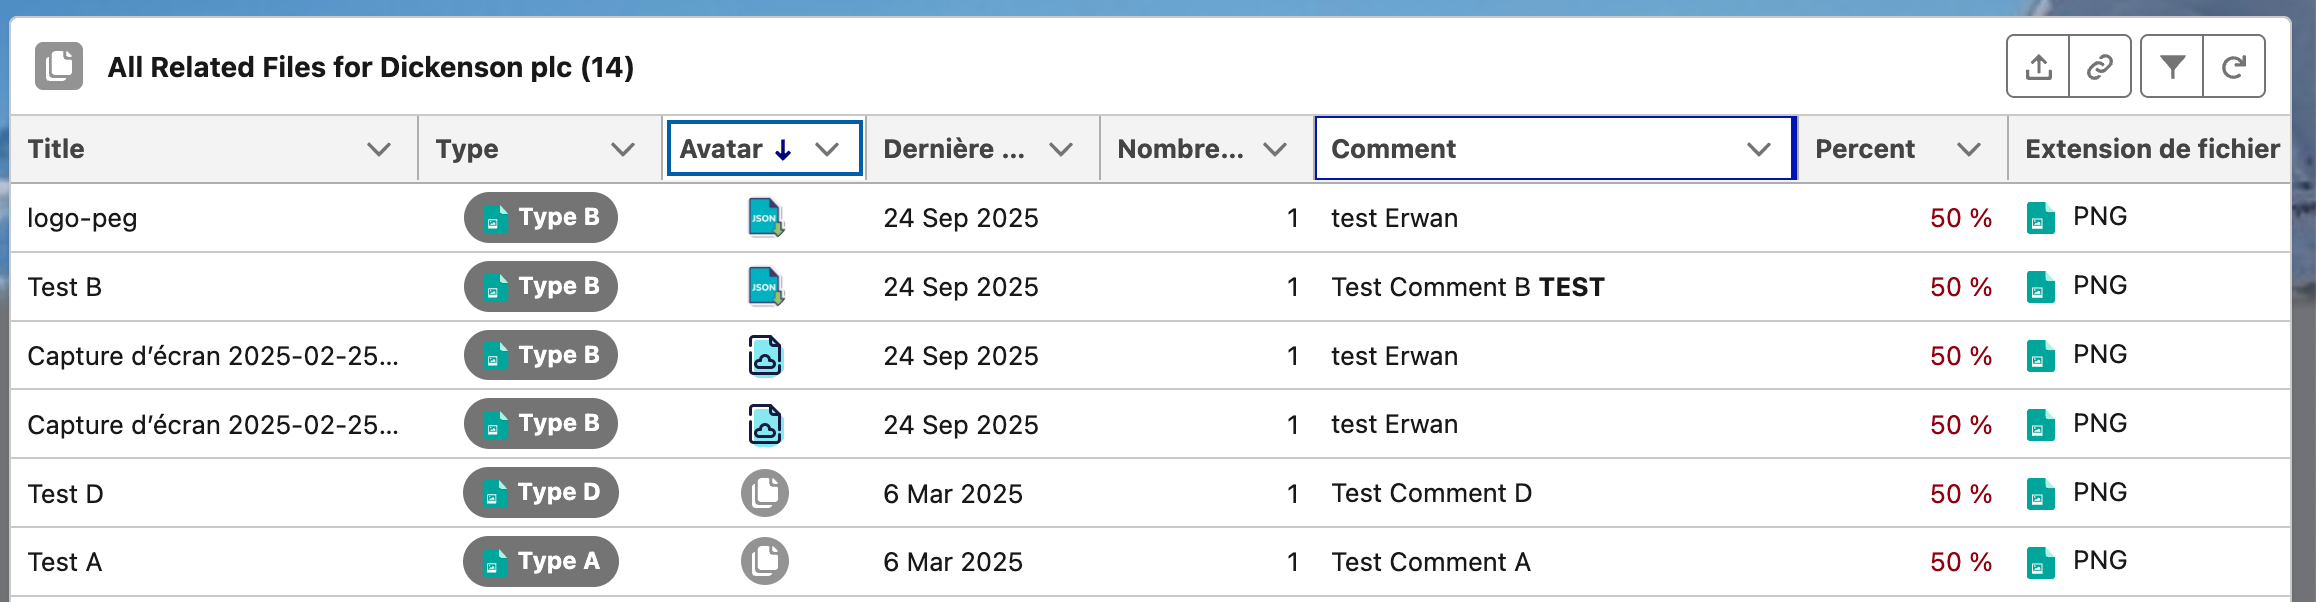 All Related Files for Dickenson plc (14)
Title Type Avatar Dernière ... Nombre... Comment Percent Extension de fichier
logo-peg Type B JSON 24 Sep 2025 1 test Erwan 50 % PNG
Test B Type B JSON 24 Sep 2025 1 Test Comment B TEST 50 % PNG
Capture d’écran 2025-02-25... Type B 24 Sep 2025 1 test Erwan 50 % PNG
Capture d’écran 2025-02-25... Type B 24 Sep 2025 1 test Erwan 50 % PNG
Test D Type D 6 Mar 2025 1 Test Comment D 50 % PNG
Test A Type A 6 Mar 2025 1 Test Comment A 50 % PNG